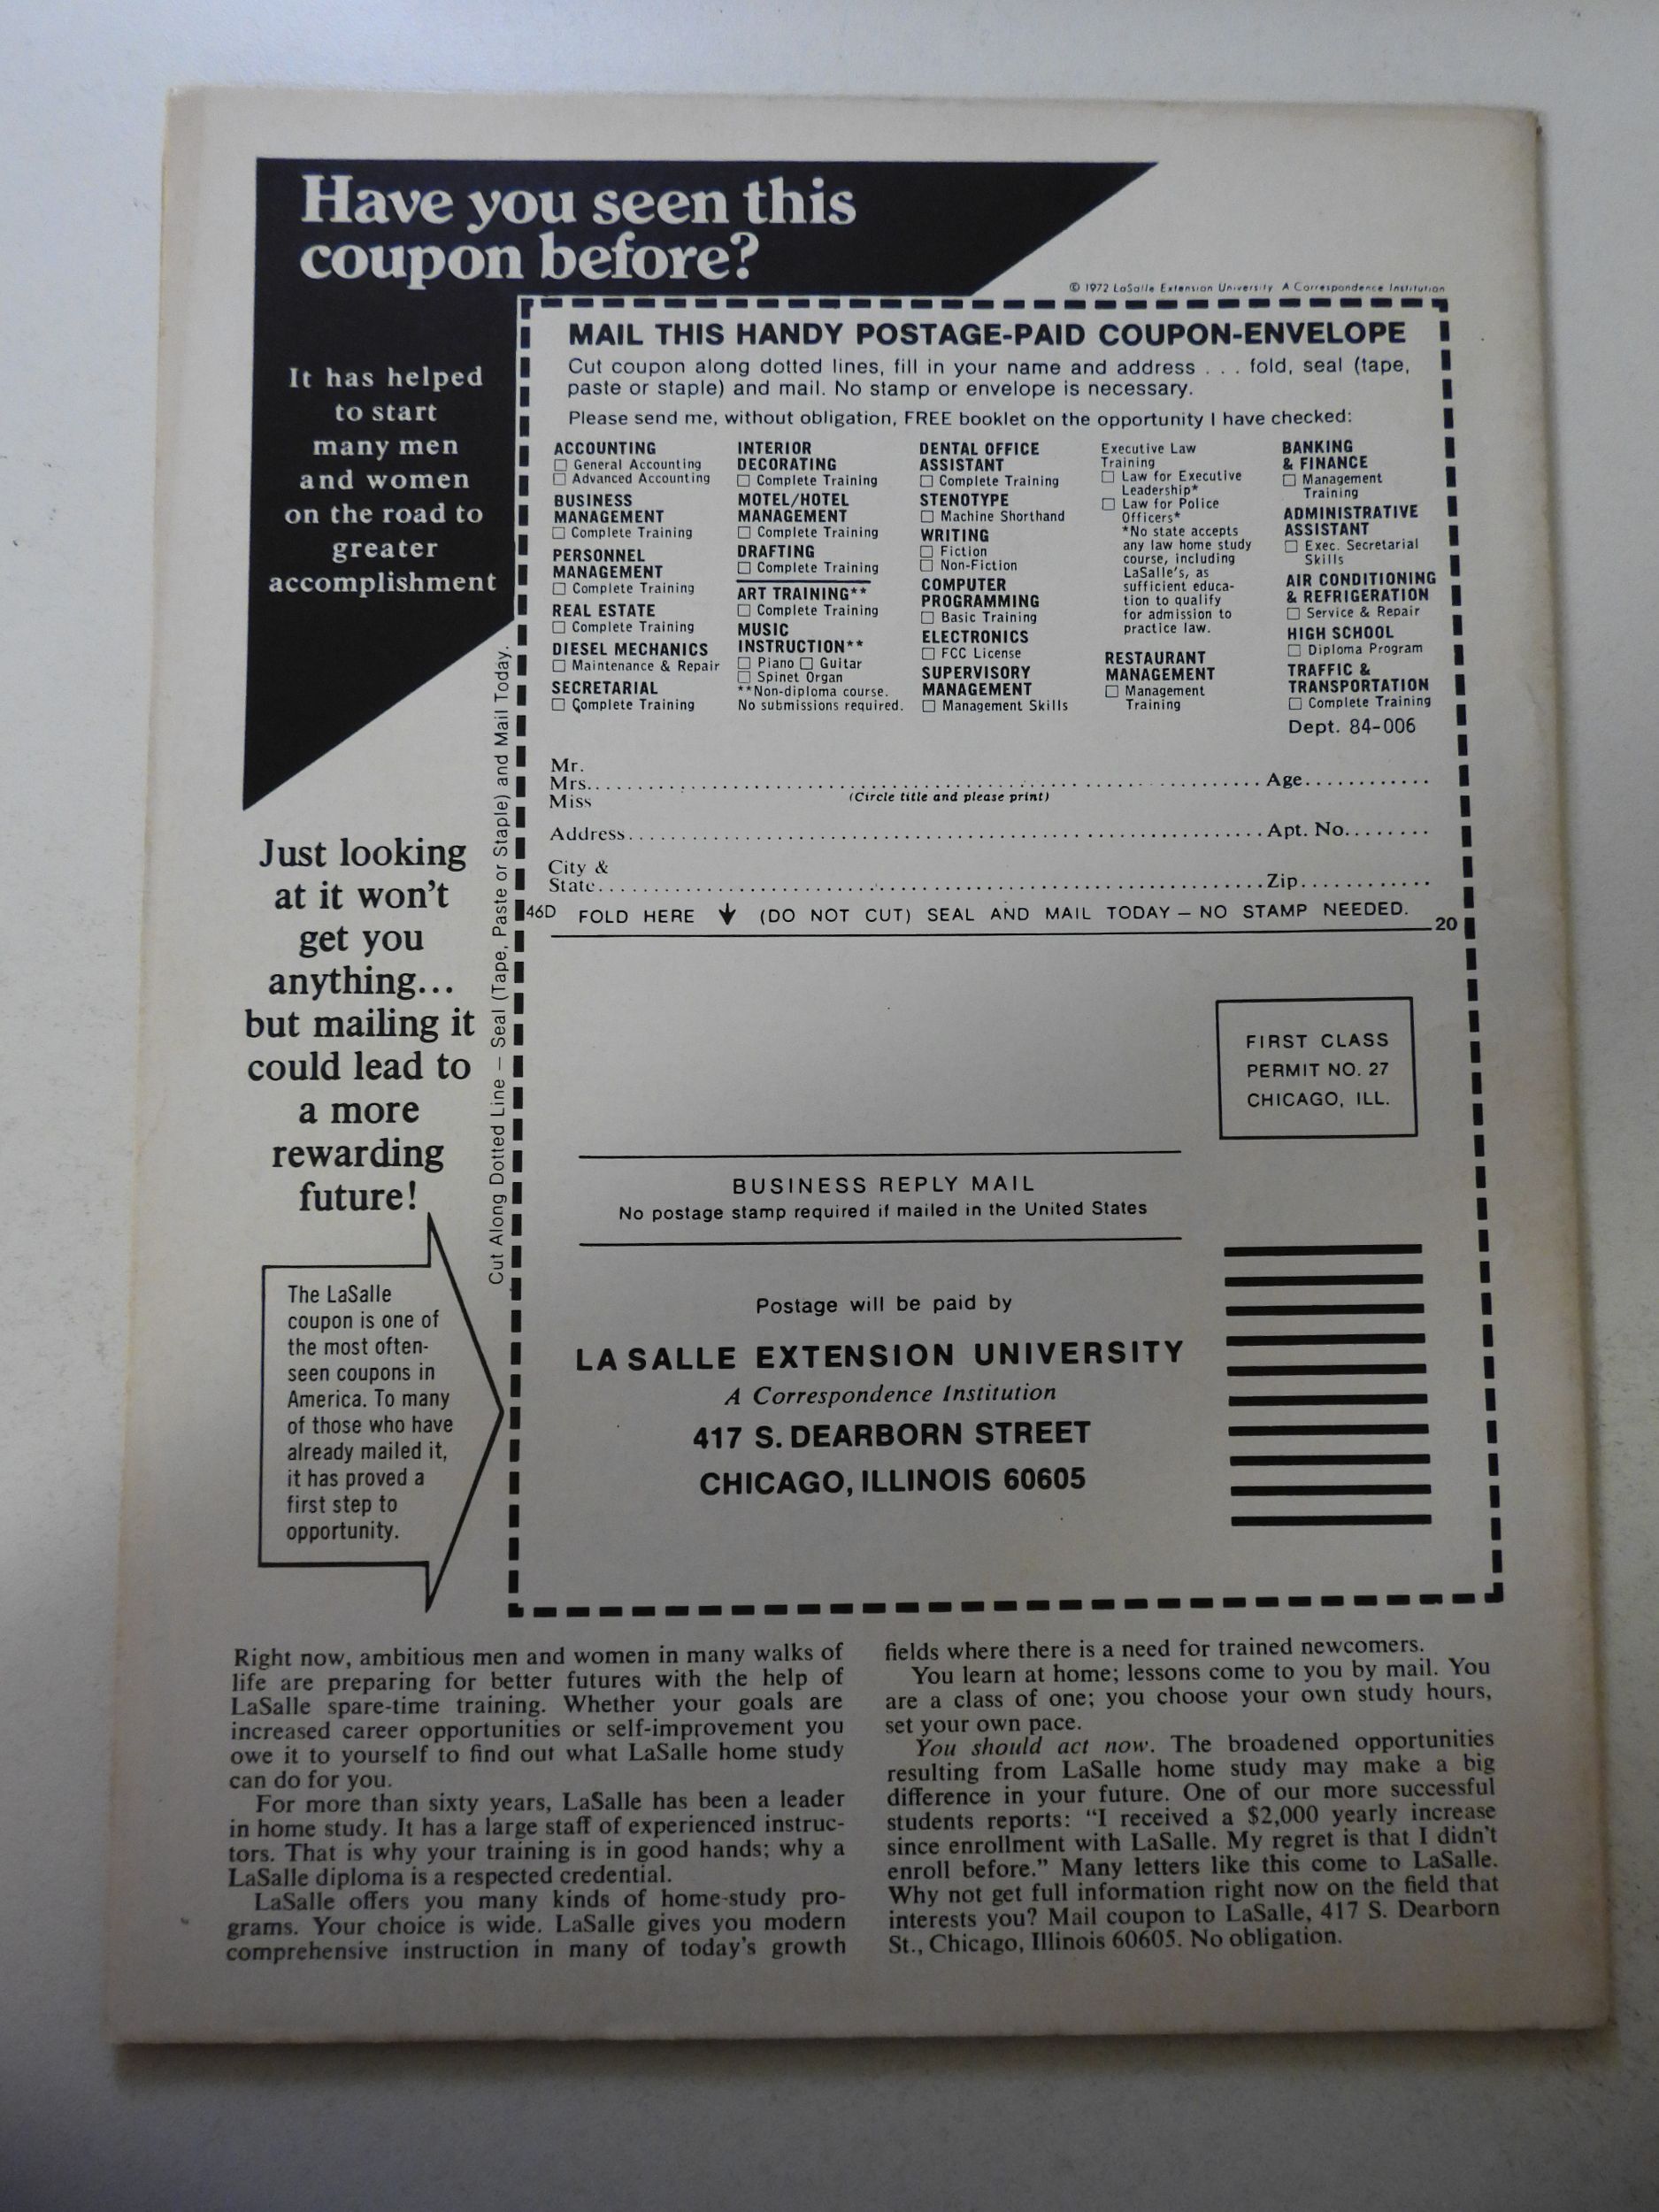 Have you seen this
coupon before?
It has helped
to start
many men
and women
on the road to
greater
accomplishment
© 1972 LaSalle Extension University A Correspondence Institution
MAIL THIS HANDY POSTAGE-PAID COUPON-ENVELOPE
Cut coupon along dotted lines, fill in your name and address . . . fold, seal (tape,
paste or staple) and mail. No stamp or envelope is necessary.
Please send me, without obligation, FREE booklet on the opportunity I have checked:
ACCOUNTING
☐ General Accounting
☐ Advanced Accounting
BUSINESS
MANAGEMENT
☐ Complete Training
PERSONNEL
MANAGEMENT
☐ Complete Training
REAL ESTATE
☐ Complete Training
DIESEL MECHANICS
☐ Maintenance & Repair
SECRETARIAL
☐ Complete Training
INTERIOR
DECORATING
☐ Complete Training
MOTEL/HOTEL
MANAGEMENT
☐ Complete Training
DRAFTING
☐ Complete Training
ART TRAINING**
☐ Complete Training
MUSIC
INSTRUCTION**
☐ Piano ☐ Guitar
☐ Spinet Organ
**Non-diploma course.
No submissions required.
DENTAL OFFICE
ASSISTANT
☐ Complete Training
STENOTYPE
☐ Machine Shorthand
WRITING
☐ Fiction
☐ Non-Fiction
COMPUTER
PROGRAMMING
☐ Basic Training
ELECTRONICS
☐ FCC License
SUPERVISORY
MANAGEMENT
☐ Management Skills
Executive Law
Training
☐ Law for Executive
Leadership*
☐ Law for Police
Officers*
*No state accepts
any law home study
course, including
LaSalle's, as
sufficient educa-
tion to qualify
for admission to
practice law.
RESTAURANT
MANAGEMENT
☐ Management
Training
BANKING
& FINANCE
☐ Management
Training
ADMINISTRATIVE
ASSISTANT
☐ Exec. Secretarial
Skills
AIR CONDITIONING
& REFRIGERATION
☐ Service & Repair
HIGH SCHOOL
☐ Diploma Program
TRAFFIC &
TRANSPORTATION
☐ Complete Training
Dept. 84-006
Mr.
Mrs. Age
Miss (Circle title and please print)
Address Apt. No.
City &
State Zip
46D FOLD HERE ↓ (DO NOT CUT) SEAL AND MAIL TODAY — NO STAMP NEEDED.
20
Cut Along Dotted Line — Seal (Tape, Paste or Staple) and Mail Today.
Just looking
at it won't
get you
anything...
but mailing it
could lead to
a more
rewarding
future!
FIRST CLASS
PERMIT NO. 27
CHICAGO, ILL.
BUSINESS REPLY MAIL
No postage stamp required if mailed in the United States
Postage will be paid by
LA SALLE EXTENSION UNIVERSITY
A Correspondence Institution
417 S. DEARBORN STREET
CHICAGO, ILLINOIS 60605
The LaSalle
coupon is one of
the most often-
seen coupons in
America. To many
of those who have
already mailed it,
it has proved a
first step to
opportunity.
Right now, ambitious men and women in many walks of
life are preparing for better futures with the help of
LaSalle spare-time training. Whether your goals are
increased career opportunities or self-improvement you
owe it to yourself to find out what LaSalle home study
can do for you.
For more than sixty years, LaSalle has been a leader
in home study. It has a large staff of experienced instruc-
tors. That is why your training is in good hands; why a
LaSalle diploma is a respected credential.
LaSalle offers you many kinds of home-study pro-
grams. Your choice is wide. LaSalle gives you modern
comprehensive instruction in many of today's growth
fields where there is a need for trained newcomers.
You learn at home; lessons come to you by mail. You
are a class of one; you choose your own study hours,
set your own pace.
You should act now. The broadened opportunities
resulting from LaSalle home study may make a big
difference in your future. One of our more successful
students reports: "I received a $2,000 yearly increase
since enrollment with LaSalle. My regret is that I didn't
enroll before." Many letters like this come to LaSalle.
Why not get full information right now on the field that
interests you? Mail coupon to LaSalle, 417 S. Dearborn
St., Chicago, Illinois 60605. No obligation.